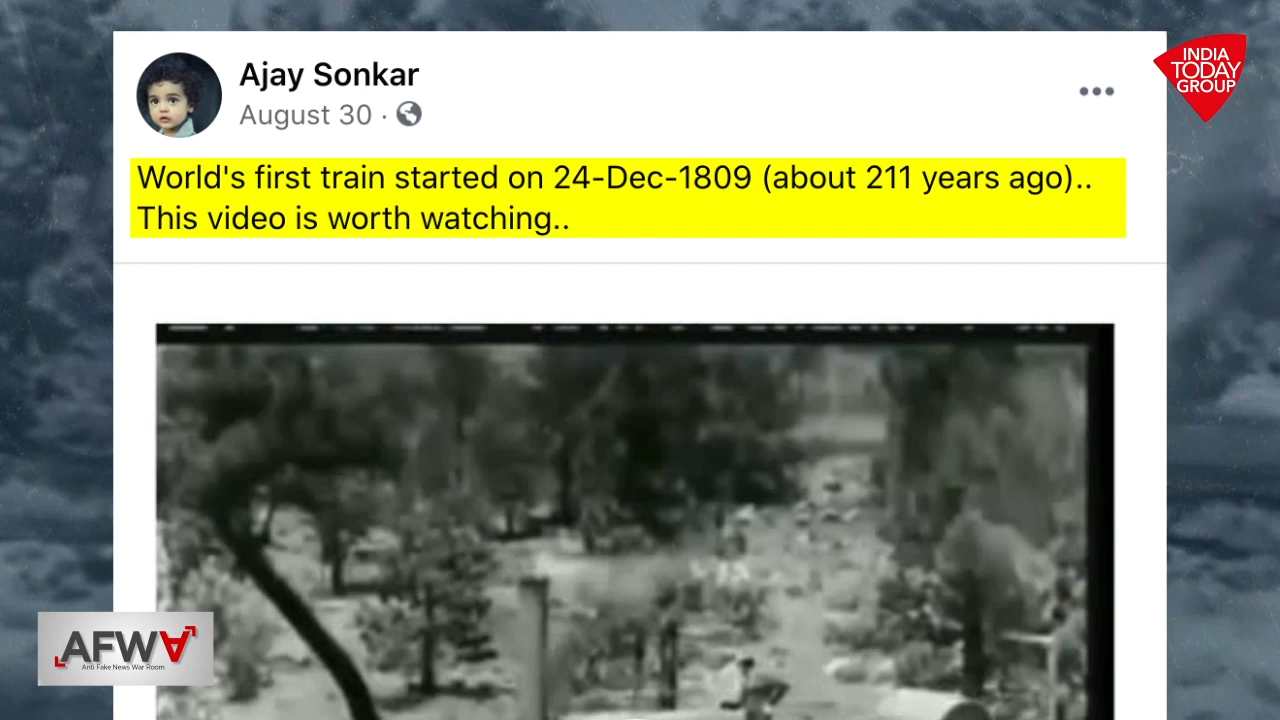 Ajay Sonkar
August 30 ·
World's first train started on 24-Dec-1809 (about 211 years ago)..
This video is worth watching..
INDIA
TODAY
GROUP
AFWA
Anti Fake News War Room